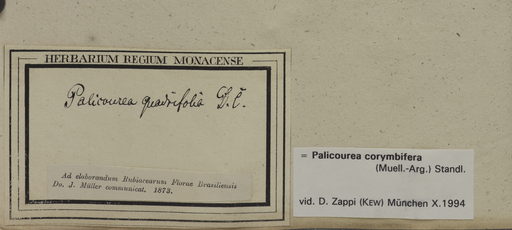 HERBARIUM REGIUM MONACENSE
Palicourea quadrifolia D.C.
Ad elaborandum Rubiacearum Florae Brasiliensis
Do. J. Müller communicat. 1873.
= Palicourea corymbifera
(Muell.-Arg.) Standl.
vid. D. Zappi (KEW) München X.1994